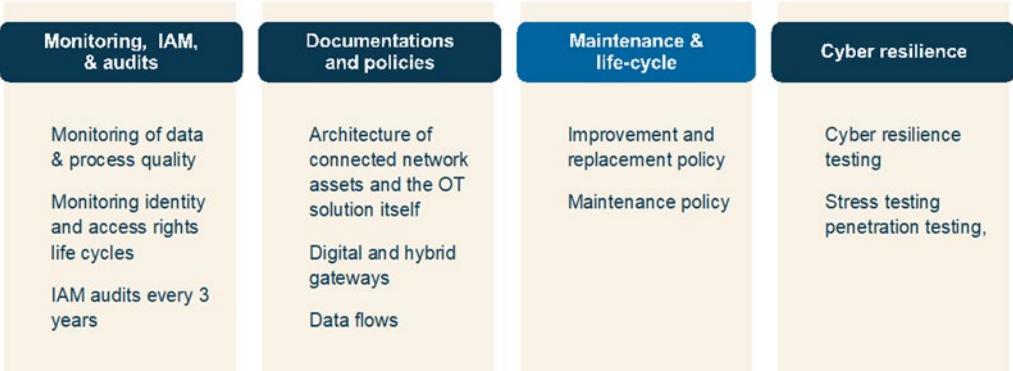 Monitoring, IAM,
& audits
Monitoring of data
& process quality
Monitoring identity
and access rights
life cycles
IAM audits every 3
years
Documentations
and policies
Architecture of
connected network
assets and the OT
solution itself
Digital and hybrid
gateways
Data flows
Maintenance &
life-cycle
Improvement and
replacement policy
Maintenance policy
Cyber resilience
Cyber resilience
testing
Stress testing
penetration testing,